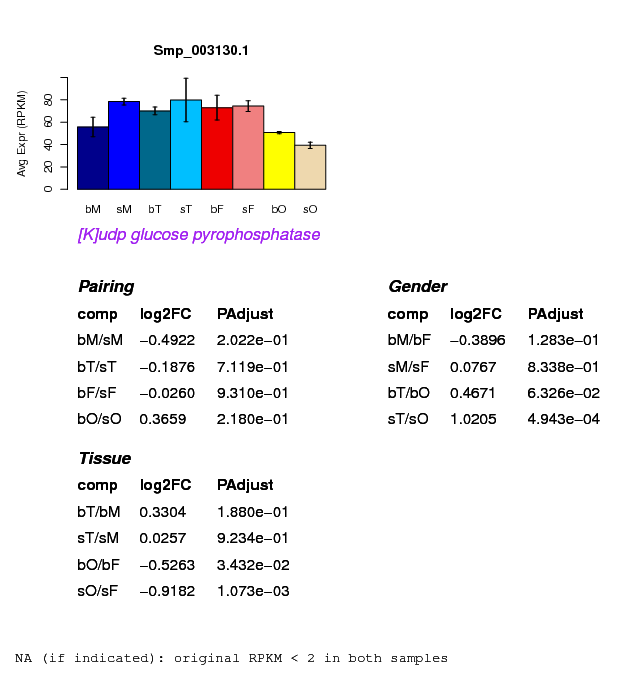 Smp_003130.1
Avg Expr (RPKM)
0 20 40 60 80
bM sM bT sT bF sF bO sO
[K]udp glucose pyrophosphatase
Pairing
comp log2FC PAdjust
bM/sM −0.4922 2.022e−01
bT/sT −0.1876 7.119e−01
bF/sF −0.0260 9.310e−01
bO/sO 0.3659 2.180e−01
Gender
comp log2FC PAdjust
bM/bF −0.3896 1.283e−01
sM/sF 0.0767 8.338e−01
bT/bO 0.4671 6.326e−02
sT/sO 1.0205 4.943e−04
Tissue
comp log2FC PAdjust
bT/bM 0.3304 1.880e−01
sT/sM 0.0257 9.234e−01
bO/bF −0.5263 3.432e−02
sO/sF −0.9182 1.073e−03
NA (if indicated): original RPKM < 2 in both samples